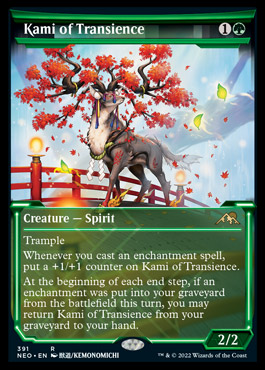 Kami of Transience 1
Creature — Spirit
Trample
Whenever you cast an enchantment spell,
put a +1/+1 counter on Kami of Transience.
At the beginning of each end step, if an
enchantment was put into your graveyard
from the battlefield this turn, you may
return Kami of Transience from your
graveyard to your hand.
2/2
391 R
NEO • EN 獣道/KEMONOMICHI
™ & © 2022 Wizards of the Coast